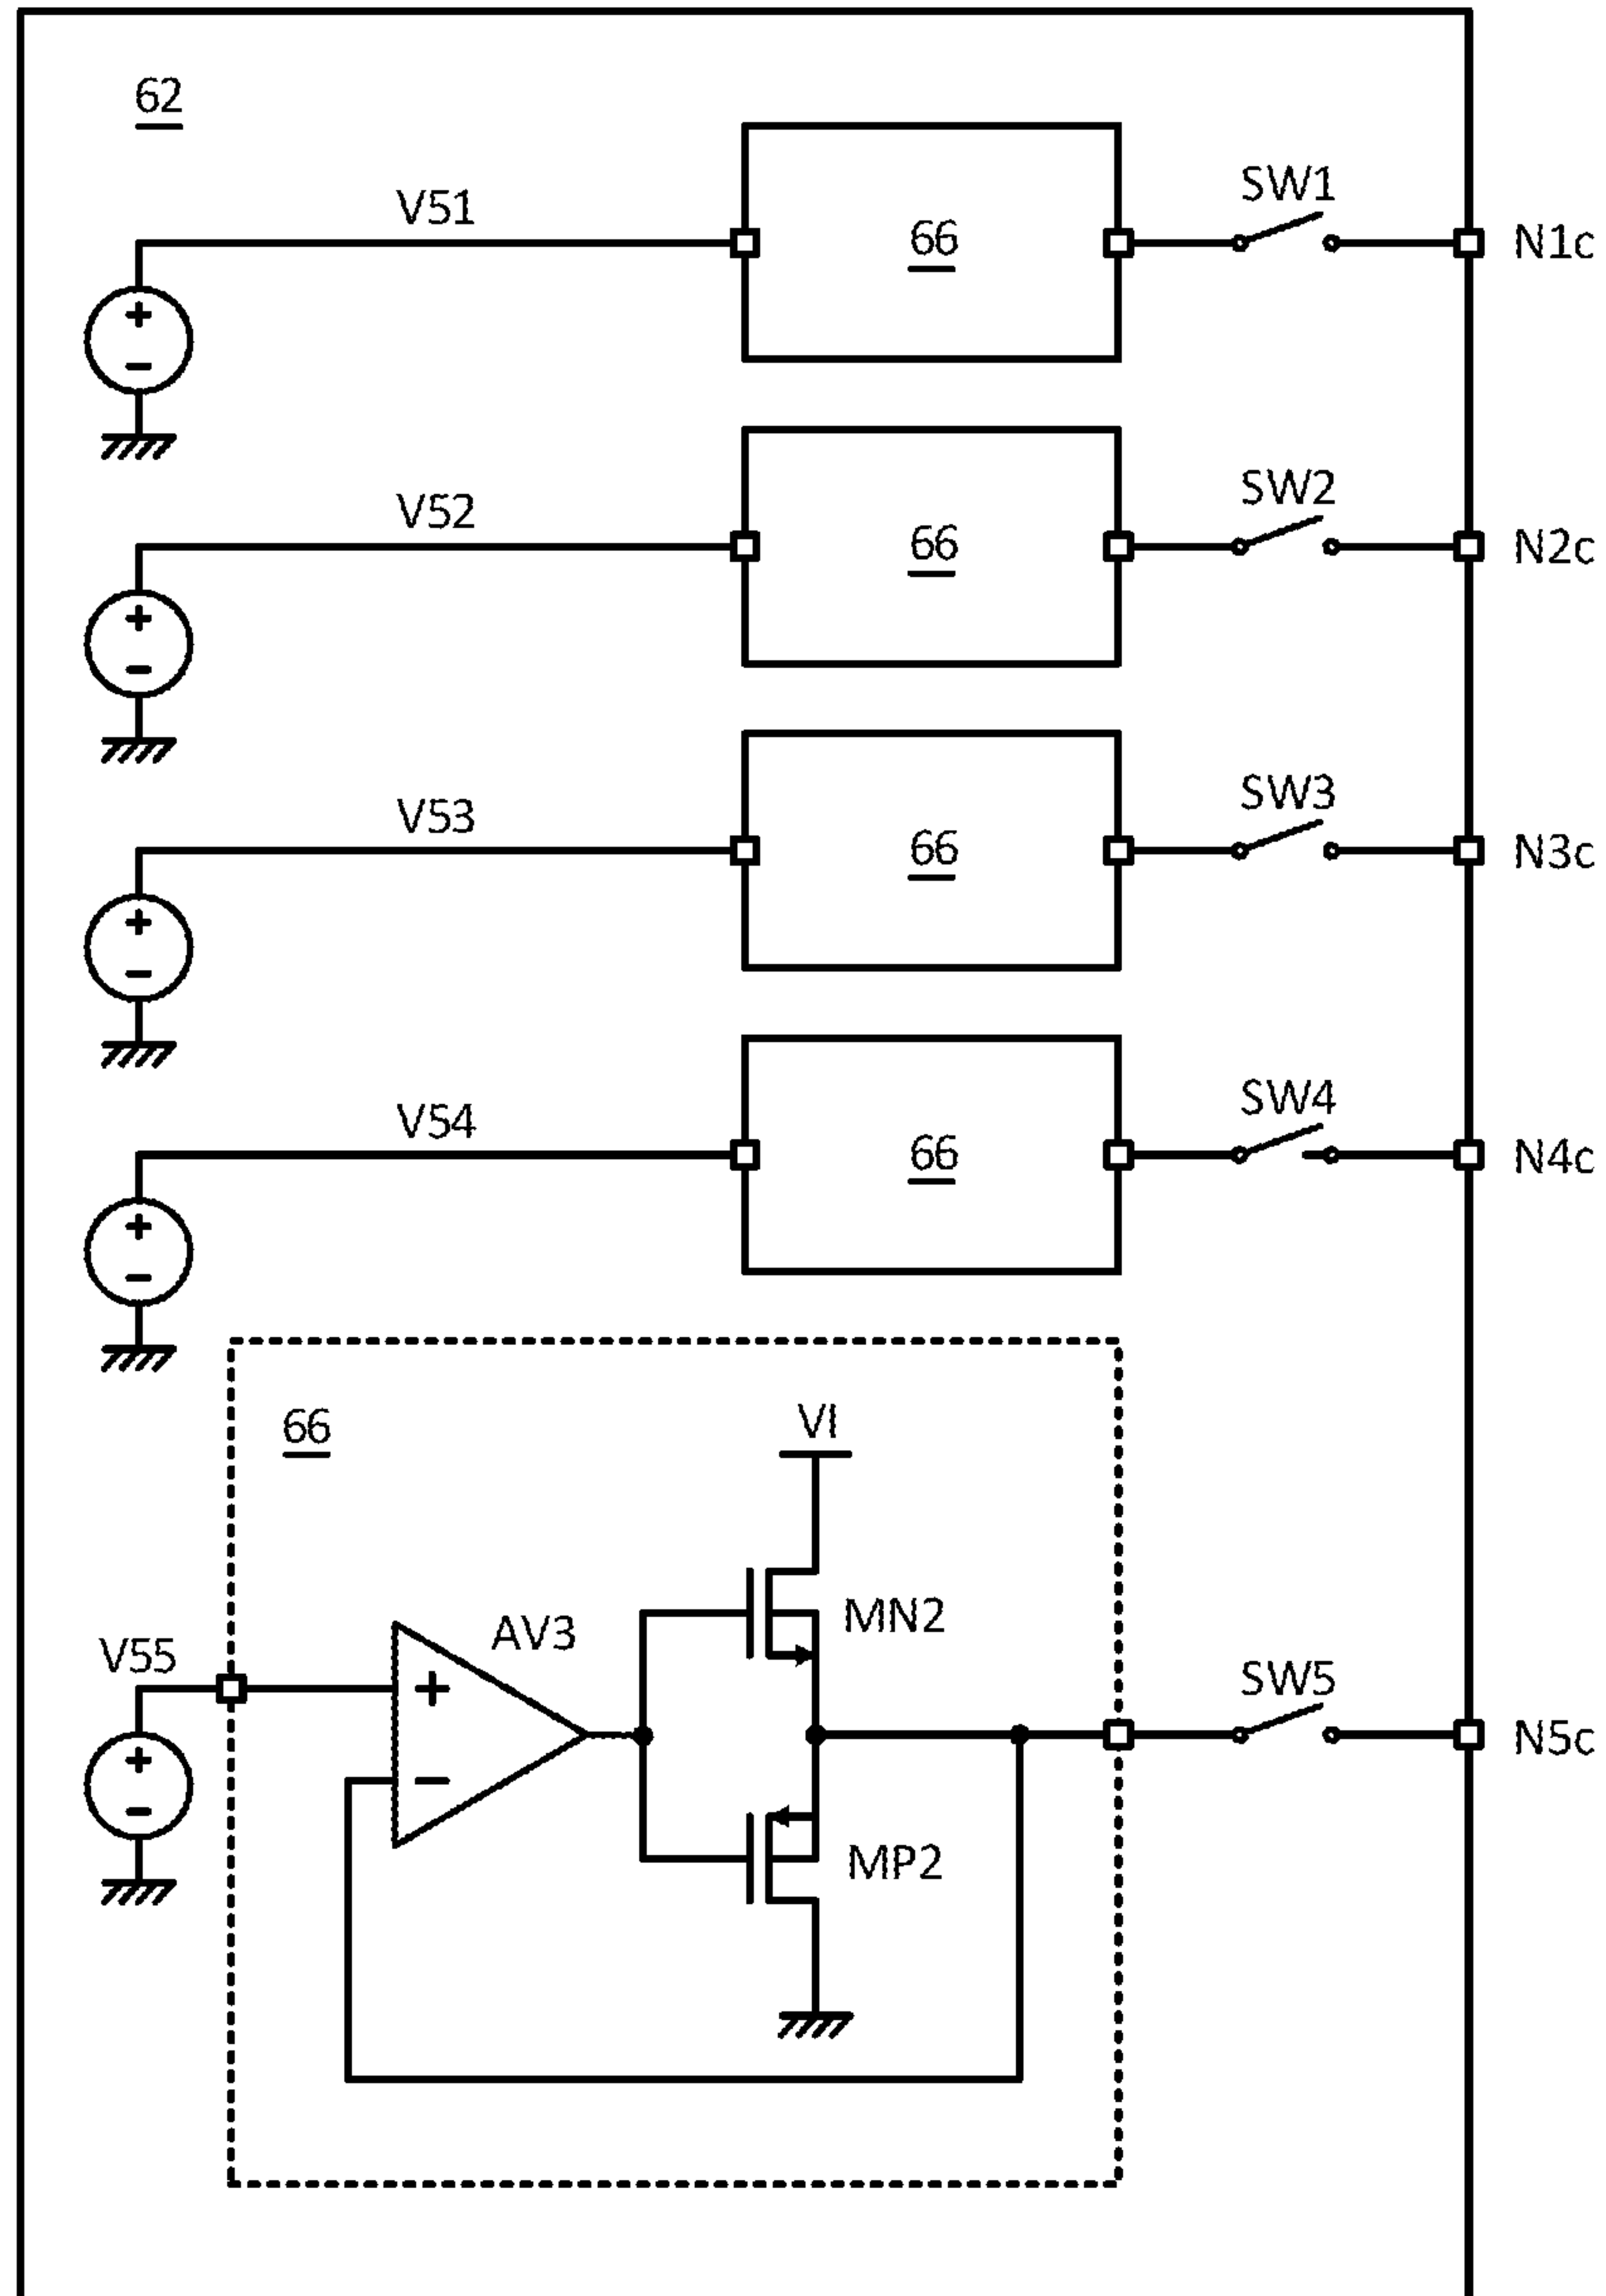 62
V51
66
SW1
N1c
+
−
V52
66
SW2
N2c
+
−
V53
66
SW3
N3c
+
−
V54
66
SW4
N4c
+
−
66
VI
MN2
AV3
V55
+
SW5
N5c
+
−
−
MP2